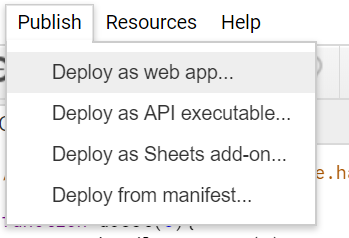 Publish Resources Help
Deploy as web app...
Deploy as API executable...
Deploy as Sheets add-on...
e.ha
Deploy from manifest...